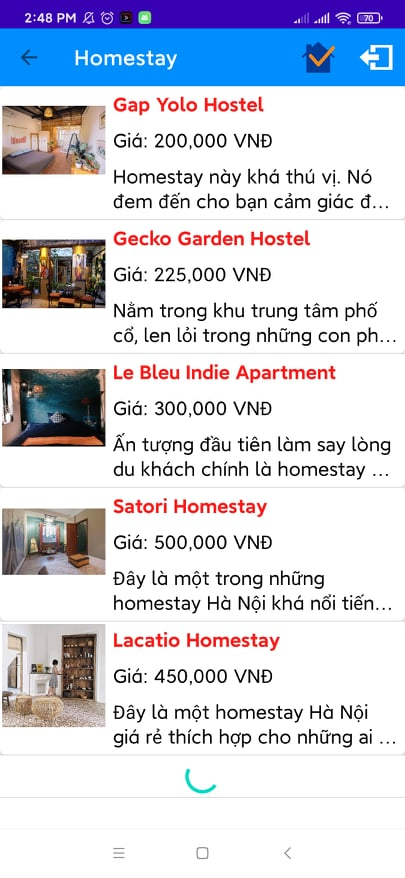 2:48 PM
70
Homestay
Gap Yolo Hostel
Giá: 200,000 VNĐ
Homestay này khá thú vị. Nó
đem đến cho bạn cảm giác đ...
Gecko Garden Hostel
Giá: 225,000 VNĐ
Nằm trong khu trung tâm phố
cổ, len lỏi trong những con ph...
Le Bleu Indie Apartment
Giá: 300,000 VNĐ
Ấn tượng đầu tiên làm say lòng
du khách chính là homestay ...
Satori Homestay
Giá: 500,000 VNĐ
Đây là một trong những
homestay Hà Nội khá nổi tiến...
Lacatio Homestay
Giá: 450,000 VNĐ
Đây là một homestay Hà Nội
giá rẻ thích hợp cho những ai ...